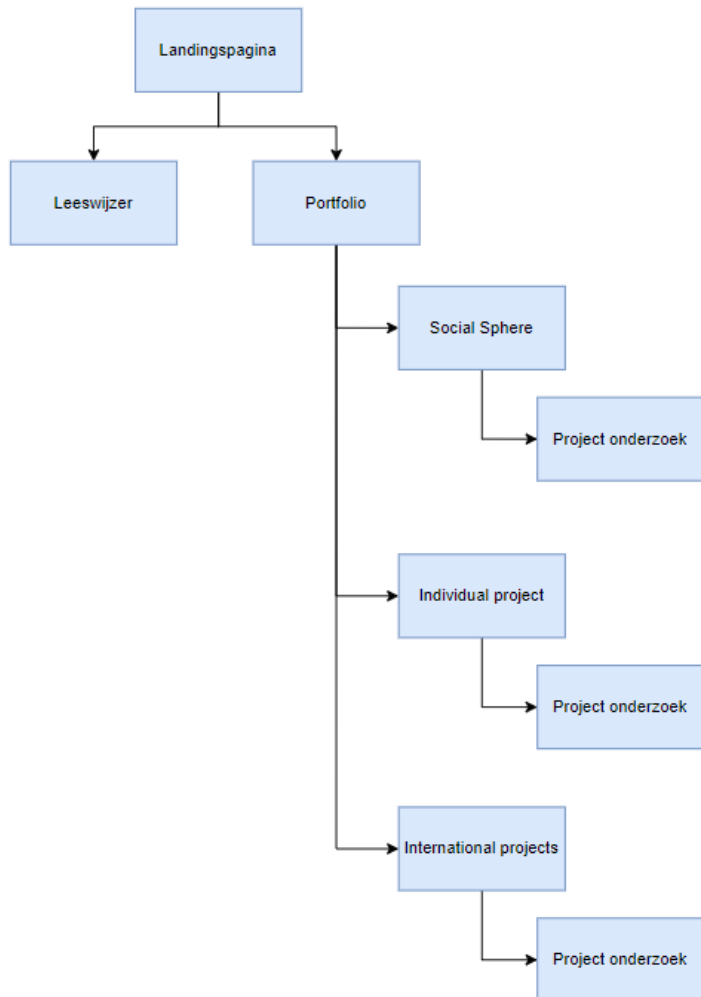 Landingspagina
Leeswijzer
Portfolio
Social Sphere
Project onderzoek
Individual project
Project onderzoek
International projects
Project onderzoek